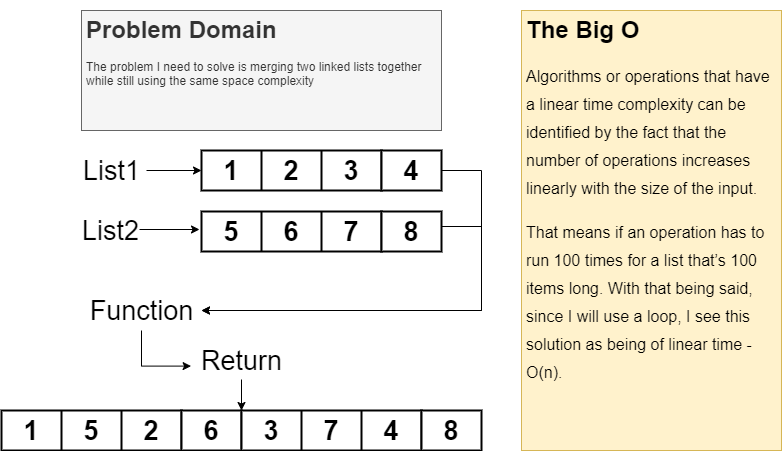 Problem Domain
The problem I need to solve is merging two linked lists together
while still using the same space complexity
List1 1 2 3 4
List2 5 6 7 8
Function
Return
1 5 2 6 3 7 4 8
The Big O
Algorithms or operations that have
a linear time complexity can be
identified by the fact that the
number of operations increases
linearly with the size of the input.
That means if an operation has to
run 100 times for a list that’s 100
items long. With that being said,
since I will use a loop, I see this
solution as being of linear time -
O(n).